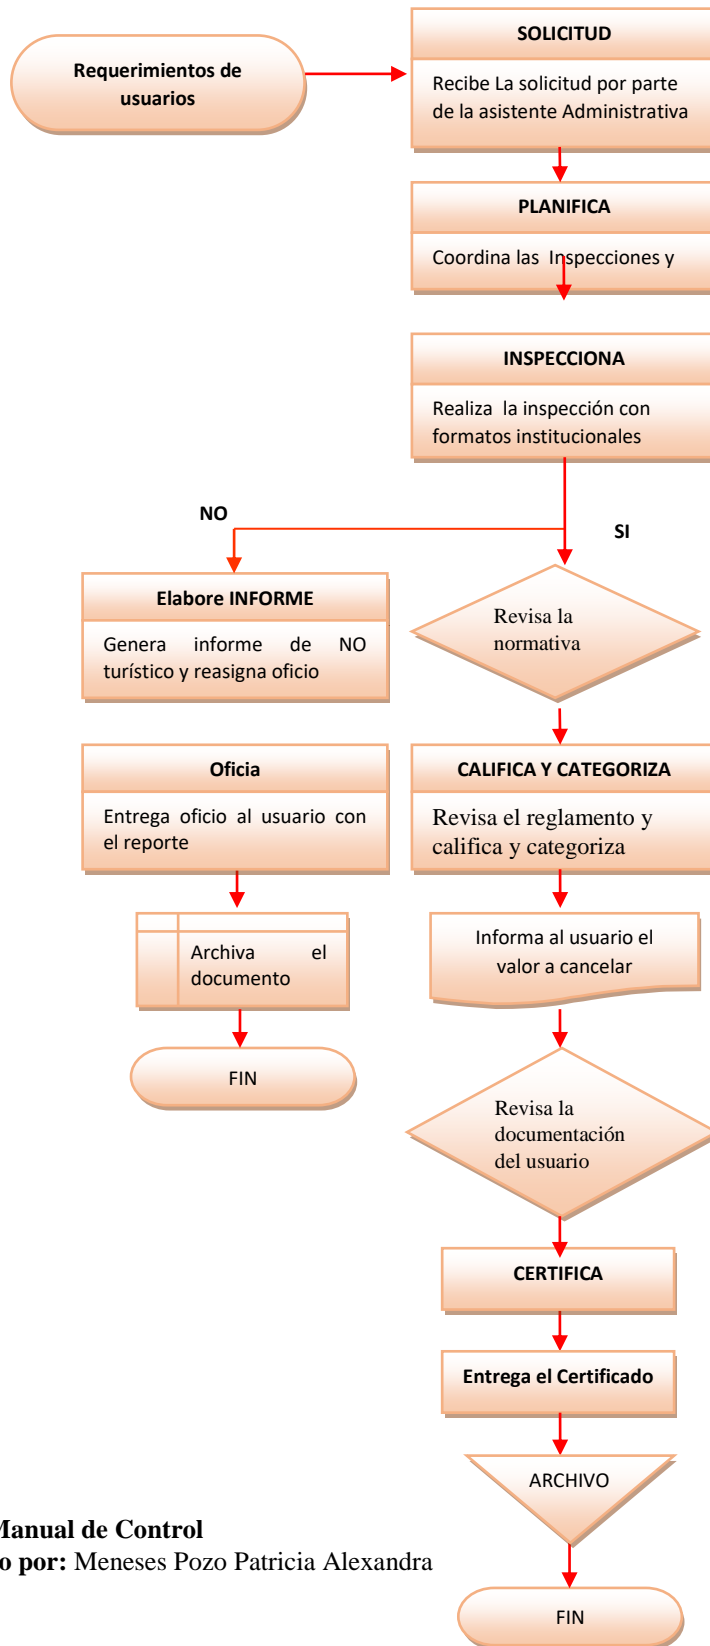 Requerimientos de
usuarios
SOLICITUD
Recibe La solicitud por parte
de la asistente Administrativa
PLANIFICA
Coordina las Inspecciones y
INSPECCIONA
Realiza la inspección con
formatos institucionales
NO
SI
Elabore INFORME
Genera informe de NO
turístico y reasigna oficio
Revisa la
normativa
Oficia
Entrega oficio al usuario con
el reporte
CALIFICA Y CATEGORIZA
Revisa el reglamento y
califica y categoriza
Archiva el
documento
Informa al usuario el
valor a cancelar
FIN
Revisa la
documentación
del usuario
CERTIFICA
Entrega el Certificado
ARCHIVO
Manual de Control
o por: Meneses Pozo Patricia Alexandra
FIN